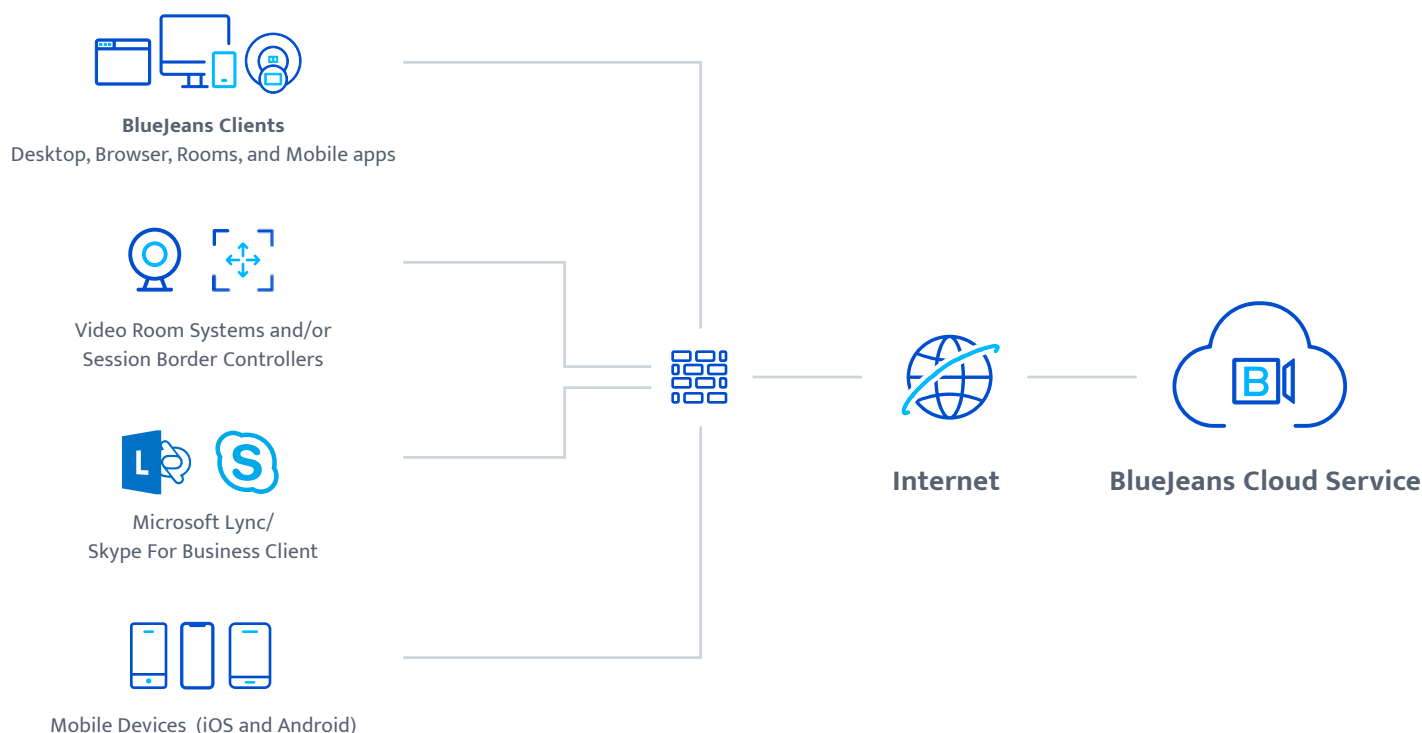 BlueJeans Clients
Desktop, Browser, Rooms, and Mobile apps
Video Room Systems and/or
Session Border Controllers
L
S
Microsoft Lync/
Skype For Business Client
Mobile Devices (iOS and Android)
Internet
B
BlueJeans Cloud Service